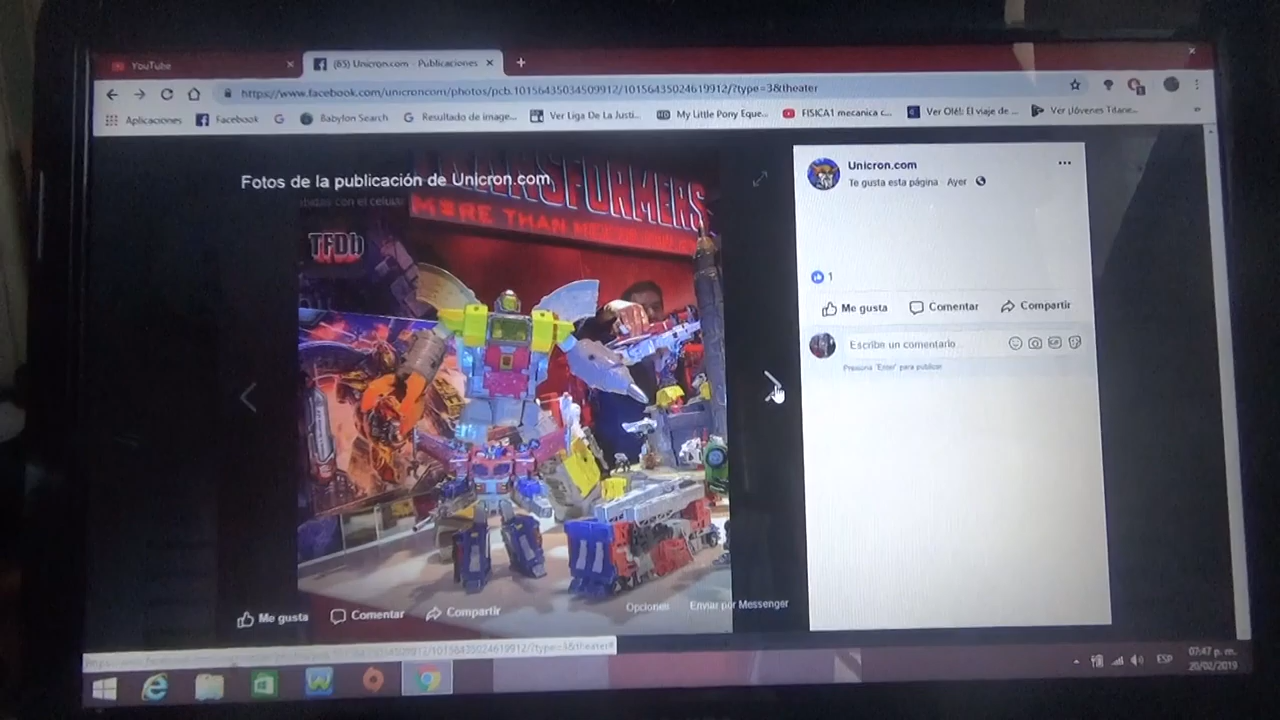 YouTube
(65) Unicron.com - Publicaciones
https://www.facebook.com/unicroncom/photos/pcb.10156435034509912/10156435024619912/?type=3&theater
Aplicaciones Facebook Babylon Search Resultado de image... Ver Liga De La Justi... My Little Pony Eque... FISICA1 mecanica c... Ver Olé!: El viaje de ... Ver Jóvenes Titane...
Fotos de la publicación de Unicron.com
TRANSFORMERS
MORE THAN
TFDb
Unicron.com
Te gusta esta página · Ayer
1
Me gusta Comentar Compartir
Escribe un comentario...
Presiona "Enter" para publicar.
Me gusta Comentar Compartir
Opciones Enviar por Messenger
ESP
07:47 p. m.
20/02/2019